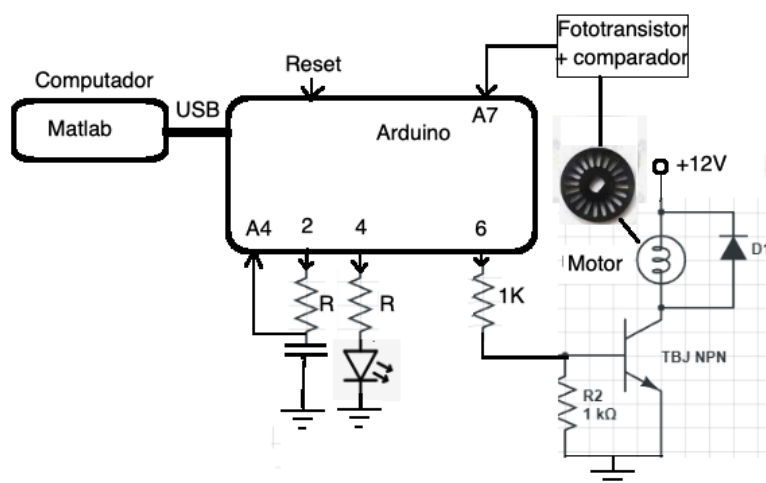 Fototransistor
+ comparador
Reset
Computador
USB
Matlab
Arduino
A7
+12V
A4
2
4
6
Motor
D1
R
R
1K
TBJ NPN
R2
1 kΩ